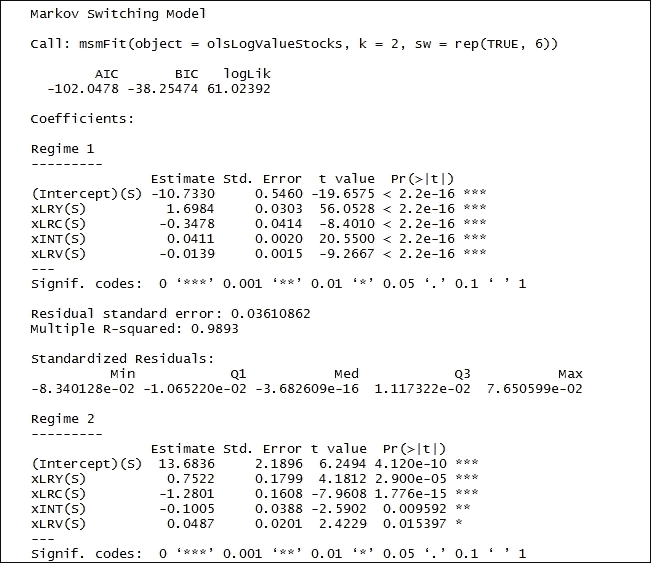 Markov Switching Model
Call: msmFit(object = olsLogValueStocks, k = 2, sw = rep(TRUE, 6))
AIC BIC logLik
-102.0478 -38.25474 61.02392
Coefficients:
Regime 1
---------
Estimate Std. Error t value Pr(>|t|)
(Intercept)(S) -10.7330 0.5460 -19.6575 < 2.2e-16 ***
xLRY(S) 1.6984 0.0303 56.0528 < 2.2e-16 ***
xLRC(S) -0.3478 0.0414 -8.4010 < 2.2e-16 ***
xINT(S) 0.0411 0.0020 20.5500 < 2.2e-16 ***
xLRV(S) -0.0139 0.0015 -9.2667 < 2.2e-16 ***
---
Signif. codes: 0 ‘***’ 0.001 ‘**’ 0.01 ‘*’ 0.05 ‘.’ 0.1 ‘ ’ 1
Residual standard error: 0.03610862
Multiple R-squared: 0.9893
Standardized Residuals:
Min Q1 Med Q3 Max
-8.340128e-02 -1.065220e-02 -3.682609e-16 1.117322e-02 7.650599e-02
Regime 2
---------
Estimate Std. Error t value Pr(>|t|)
(Intercept)(S) 13.6836 2.1896 6.2494 4.120e-10 ***
xLRY(S) 0.7522 0.1799 4.1812 2.900e-05 ***
xLRC(S) -1.2801 0.1608 -7.9608 1.776e-15 ***
xINT(S) -0.1005 0.0388 -2.5902 0.009592 **
xLRV(S) 0.0487 0.0201 2.4229 0.015397 *
---
Signif. codes: 0 ‘***’ 0.001 ‘**’ 0.01 ‘*’ 0.05 ‘.’ 0.1 ‘ ’ 1